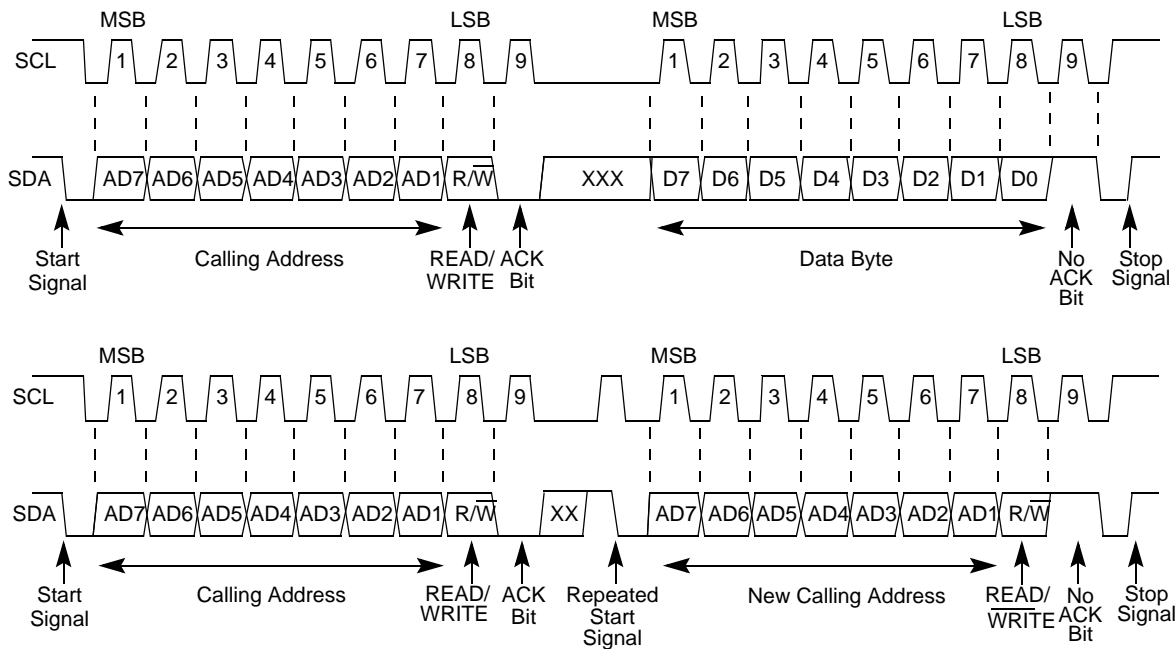 MSB LSB MSB LSB
SCL 1 2 3 4 5 6 7 8 9 1 2 3 4 5 6 7 8 9
SDA AD7 AD6 AD5 AD4 AD3 AD2 AD1 R/W̅ XXX D7 D6 D5 D4 D3 D2 D1 D0
Start Signal Calling Address READ/WRITE ACK Bit Data Byte No ACK Bit Stop Signal
MSB LSB MSB LSB
SCL 1 2 3 4 5 6 7 8 9 1 2 3 4 5 6 7 8 9
SDA AD7 AD6 AD5 AD4 AD3 AD2 AD1 R/W̅ XX AD7 AD6 AD5 AD4 AD3 AD2 AD1 R/W̅
Start Signal Calling Address READ/WRITE ACK Bit Repeated Start Signal New Calling Address READ/W̅R̅I̅T̅E̅ No ACK Bit Stop Signal